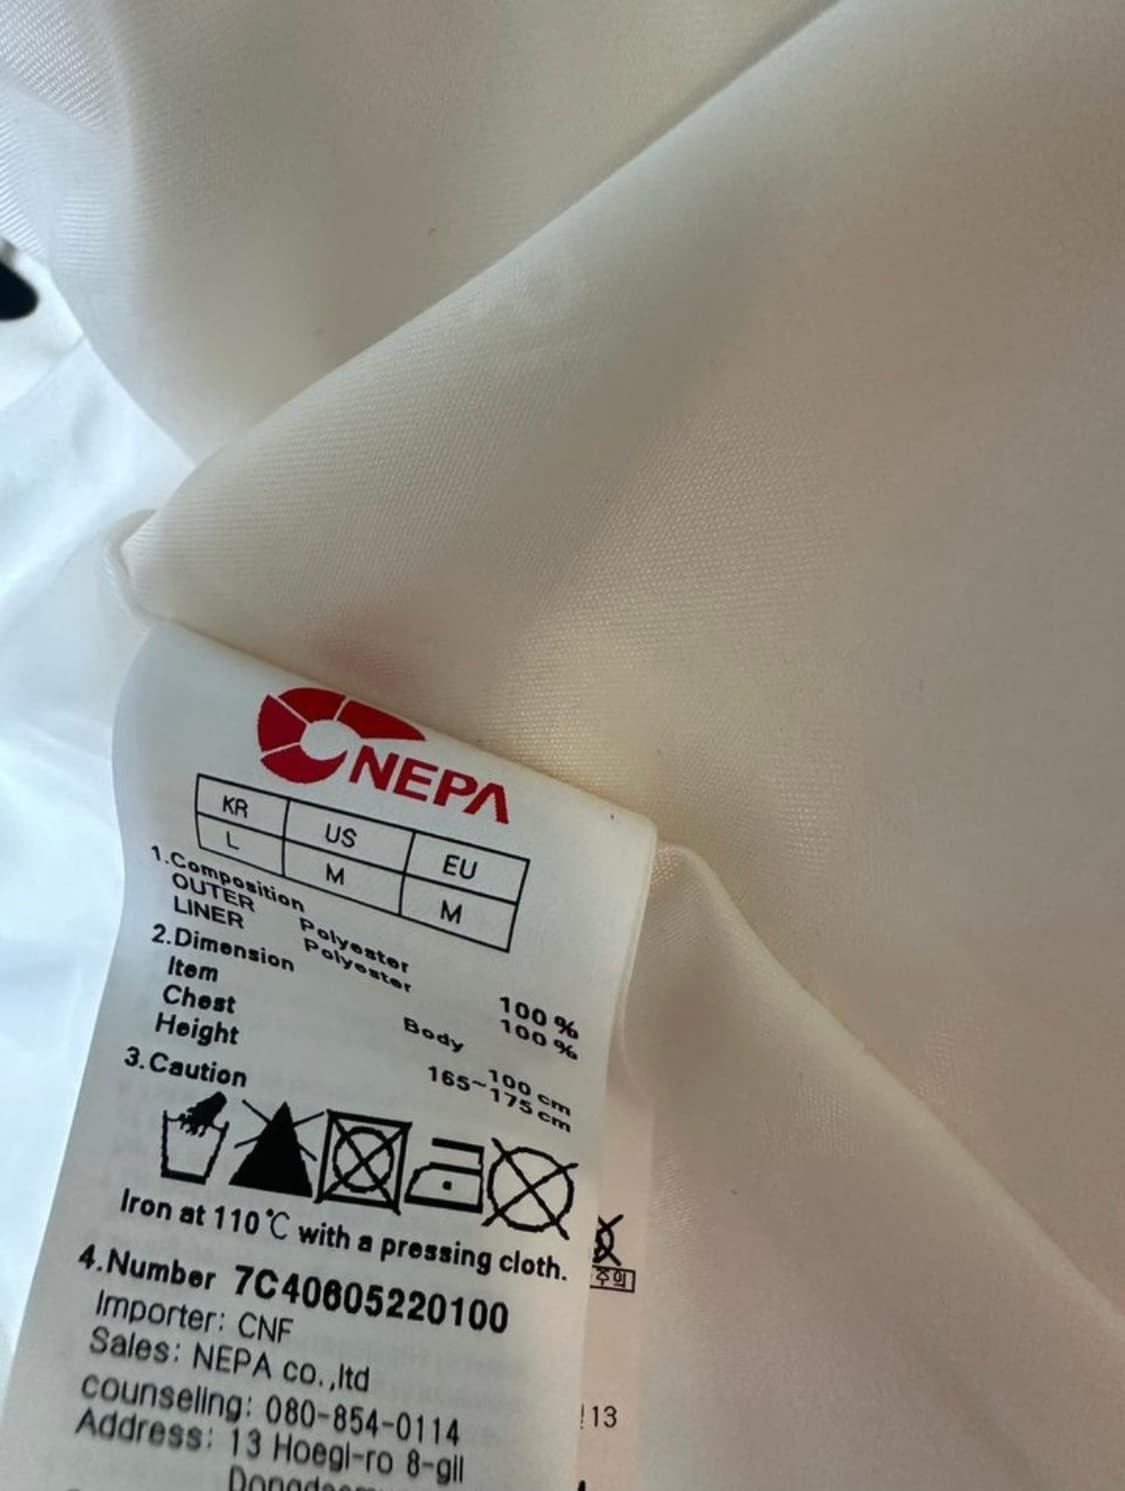 NEPA
KR US EU
L M M
1.Composition
OUTER Polyester 100 %
LINER Polyester 100 %
2.Dimension
Item Body
Chest 100 cm
Height 165~175 cm
3.Caution
Iron at 110℃ with a pressing cloth.
주의
4.Number 7C40605220100
Importer: CNF
Sales: NEPA co.,ltd
counseling: 080-854-0114
13
Address: 13 Hoegi-ro 8-gil